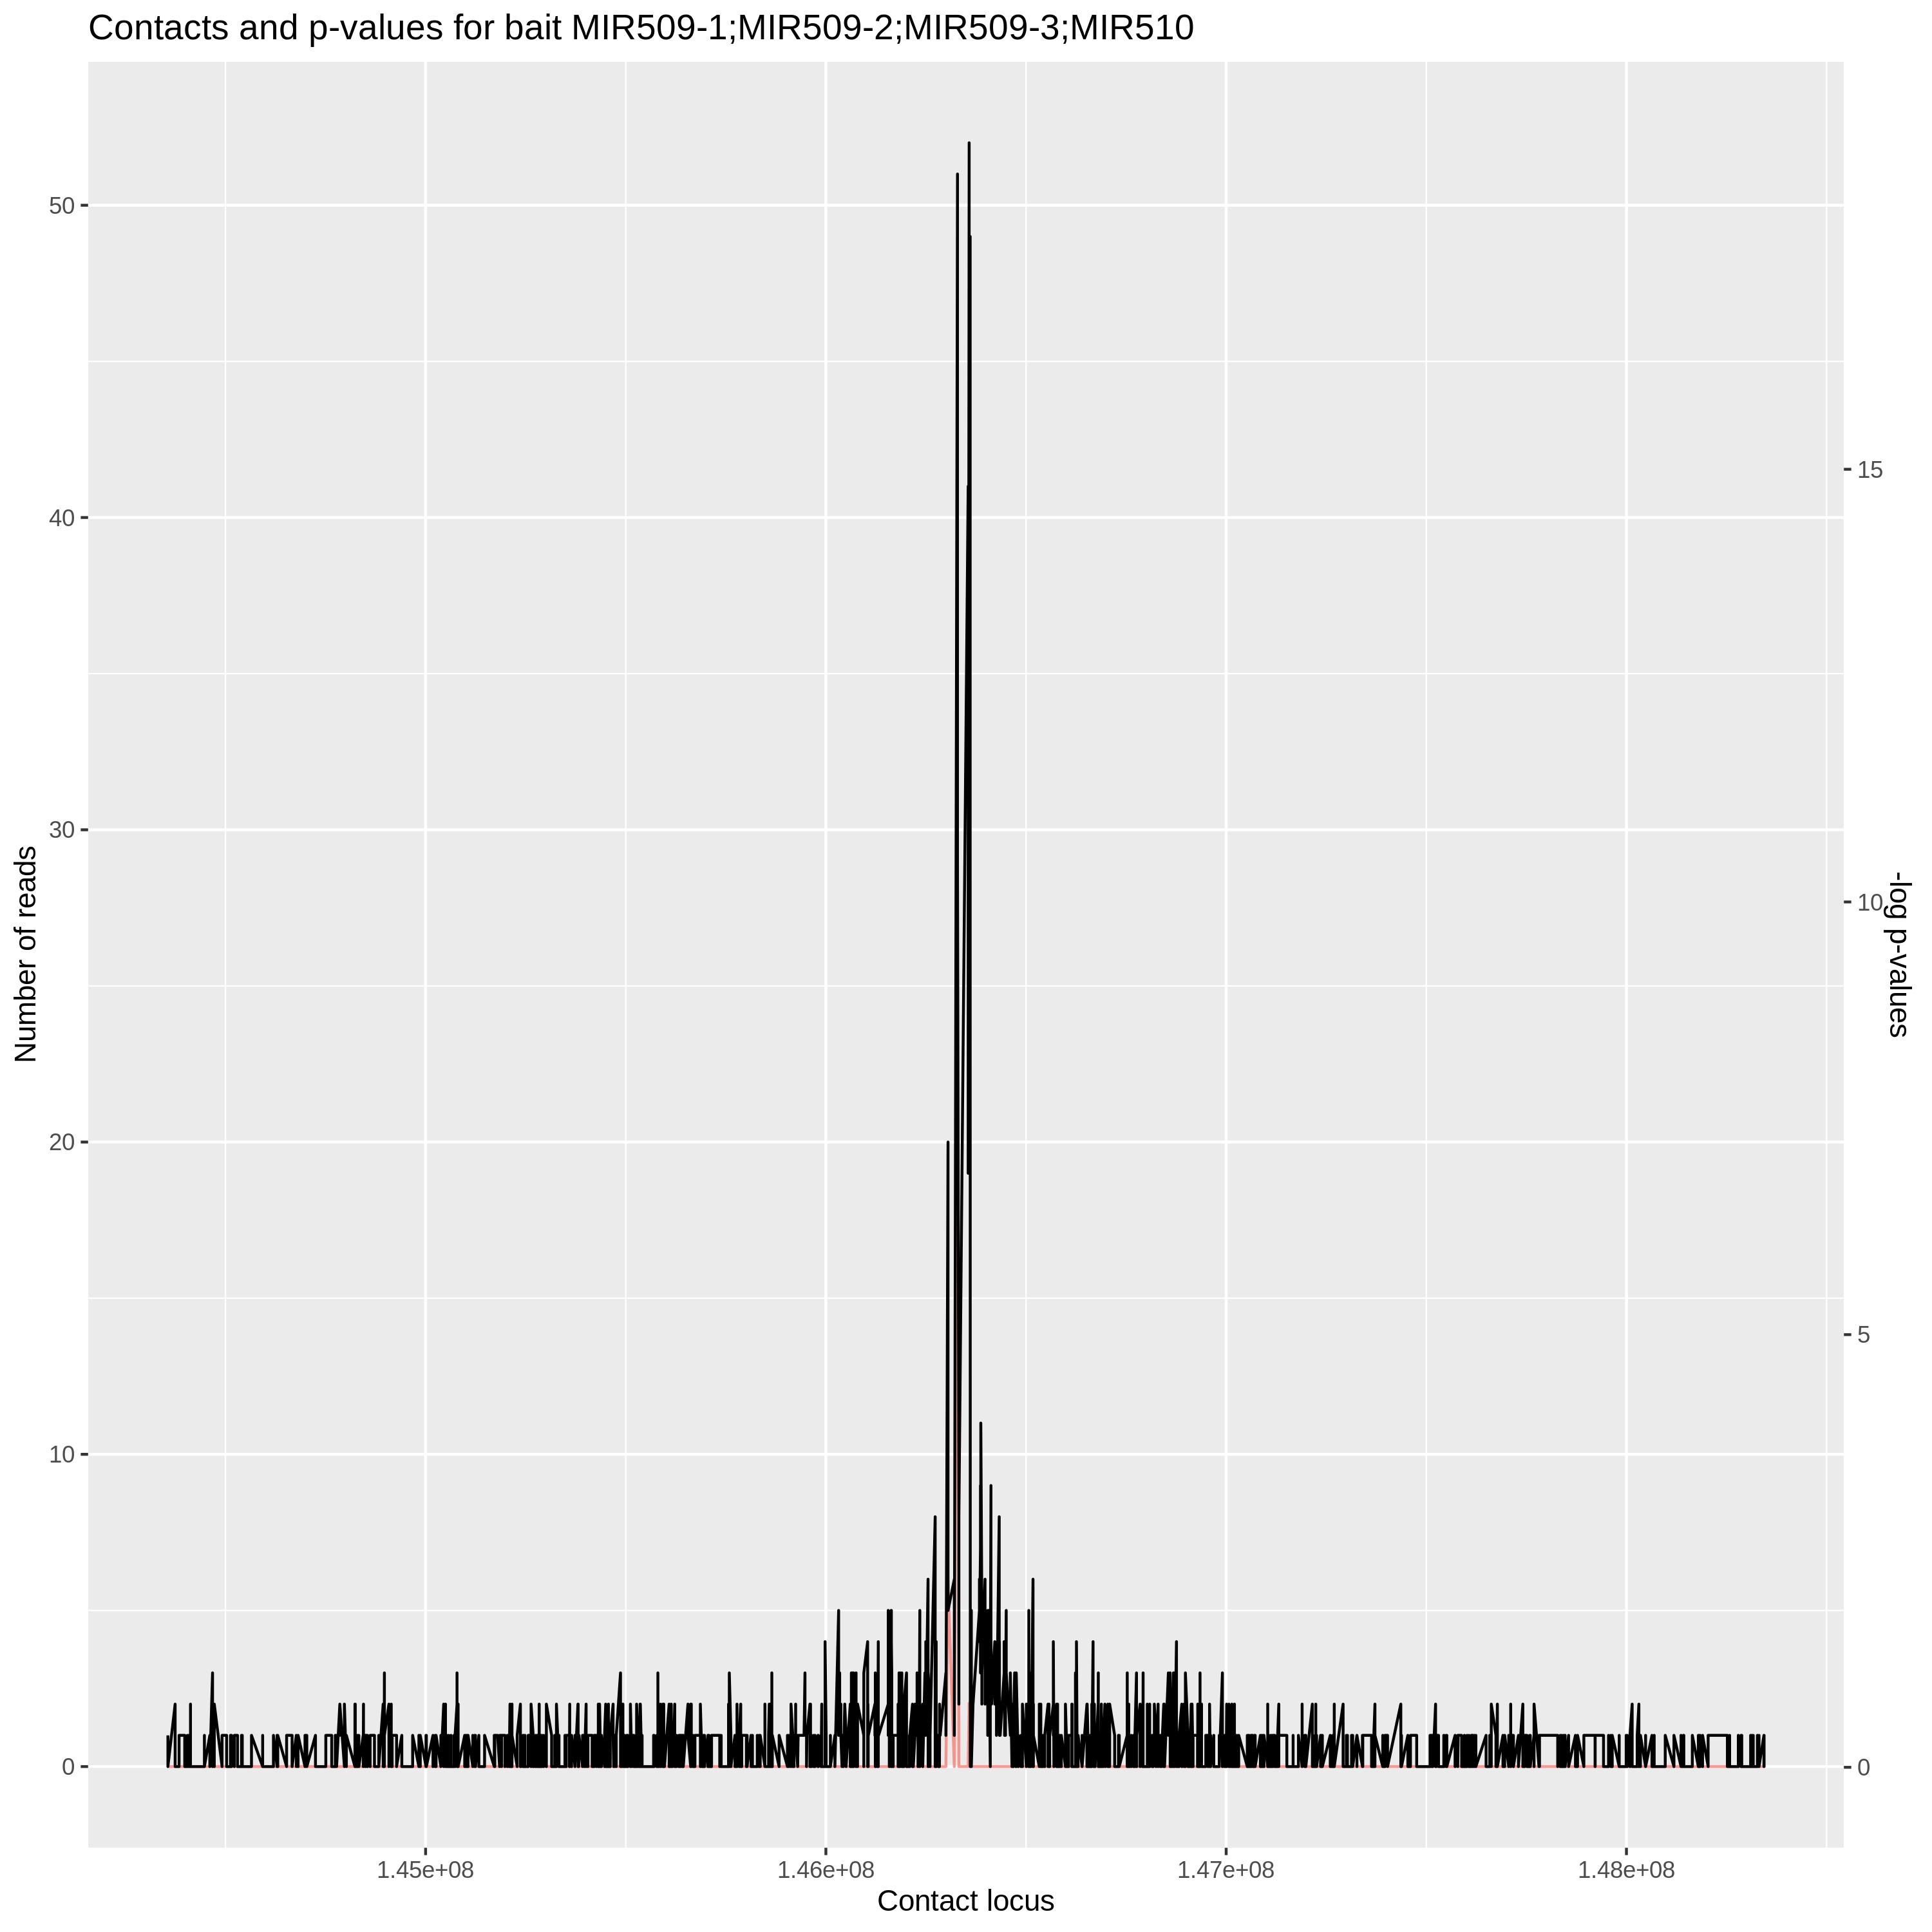 Contacts and p-values for bait MIR509-1;MIR509-2;MIR509-3;MIR510
Number of reads
50
40
30
20
10
0
15
10
5
0
-log p-values
1.45e+08 1.46e+08 1.47e+08 1.48e+08
Contact locus